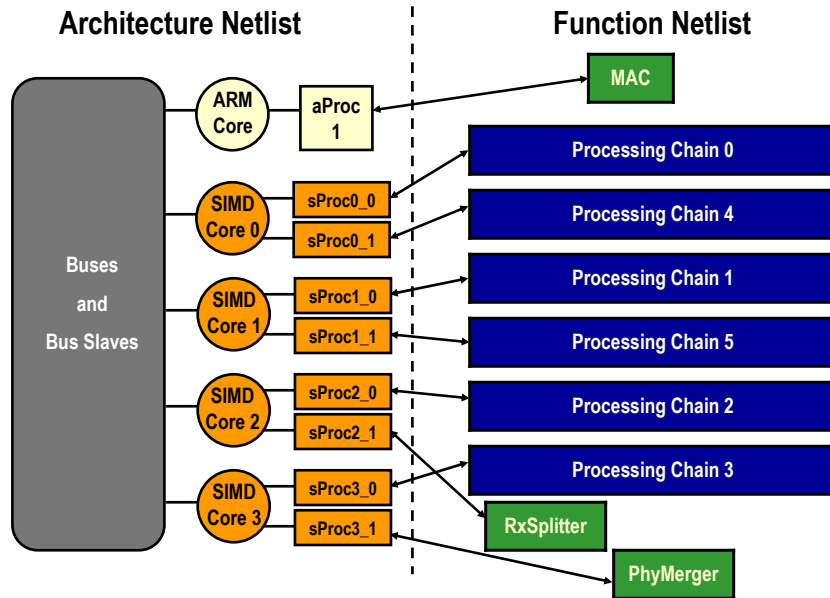 Architecture Netlist
Function Netlist
MAC
ARM
Core
aProc
1
Processing Chain 0
SIMD
Core 0
sProc0_0
sProc0_1
Processing Chain 4
Buses
and
Bus Slaves
SIMD
Core 1
sProc1_0
sProc1_1
Processing Chain 1
Processing Chain 5
SIMD
Core 2
sProc2_0
sProc2_1
Processing Chain 2
SIMD
Core 3
sProc3_0
sProc3_1
Processing Chain 3
RxSplitter
PhyMerger